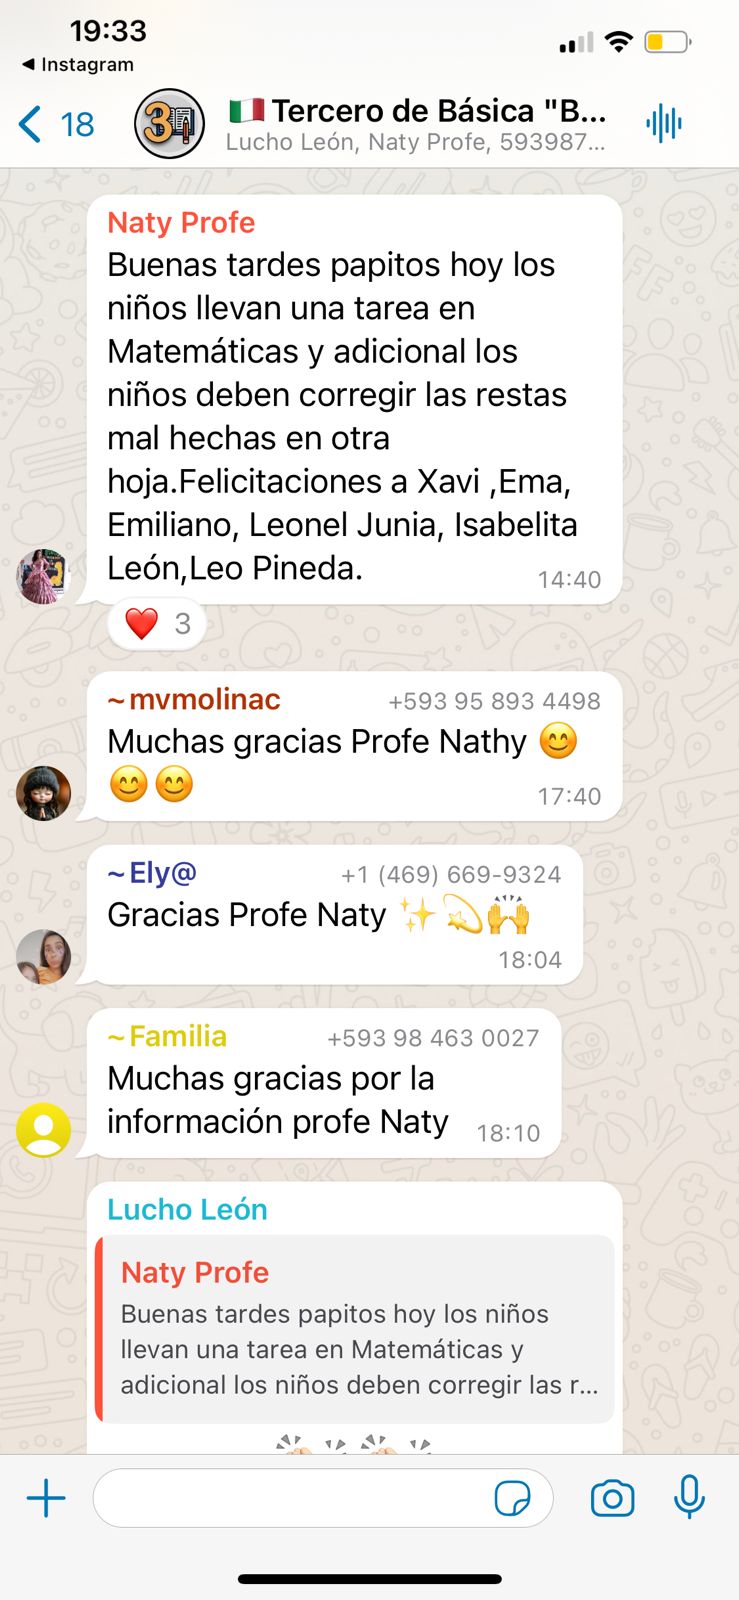 19:33
◀ Instagram
18
🇮🇹 Tercero de Básica "B...
Lucho León, Naty Profe, 593987...
Naty Profe
Buenas tardes papitos hoy los
niños llevan una tarea en
Matemáticas y adicional los
niños deben corregir las restas
mal hechas en otra
hoja.Felicitaciones a Xavi ,Ema,
Emiliano, Leonel Junia, Isabelita
León,Leo Pineda.
14:40
❤️ 3
~mvmolinac +593 95 893 4498
Muchas gracias Profe Nathy 😊
😊😊
17:40
~Ely@ +1 (469) 669-9324
Gracias Profe Naty ✨💫🙌
18:04
~Familia +593 98 463 0027
Muchas gracias por la
información profe Naty
18:10
Lucho León
Naty Profe
Buenas tardes papitos hoy los niños
llevan una tarea en Matemáticas y
adicional los niños deben corregir las r...